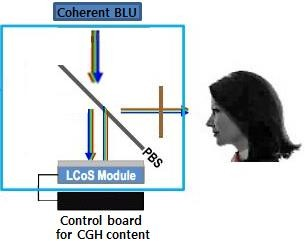 Coherent BLU
PBS
LCoS Module
Control board
for CGH content